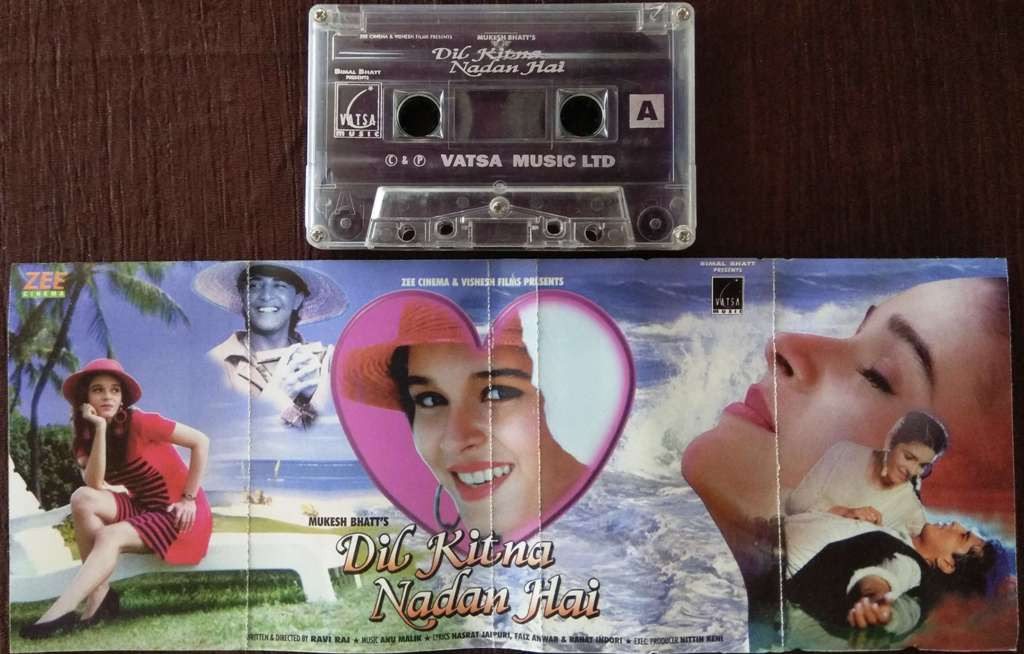 ZEE CINEMA & VISHESH FILMS PRESENTS
MUKESH BHATT'S
Dil Kitna
Nadan Hai
BIMAL BHATT
PRESENTS
VATSA
MUSIC
A
© & ℗ VATSA MUSIC LTD
A
ZEE
CINEMA
ZEE CINEMA & VISHESH FILMS PRESENTS
BIMAL BHATT
PRESENTS
VATSA
MUSIC
MUKESH BHATT'S
Dil Kitna
Nadan Hai
WRITTEN & DIRECTED BY RAVI RAI ★ MUSIC ANU MALIK ★ LYRICS HASRAT JAIPURI, FAIZ ANWAR & RAHAT INDORI ★ EXEC. PRODUCER NITTIN KENI